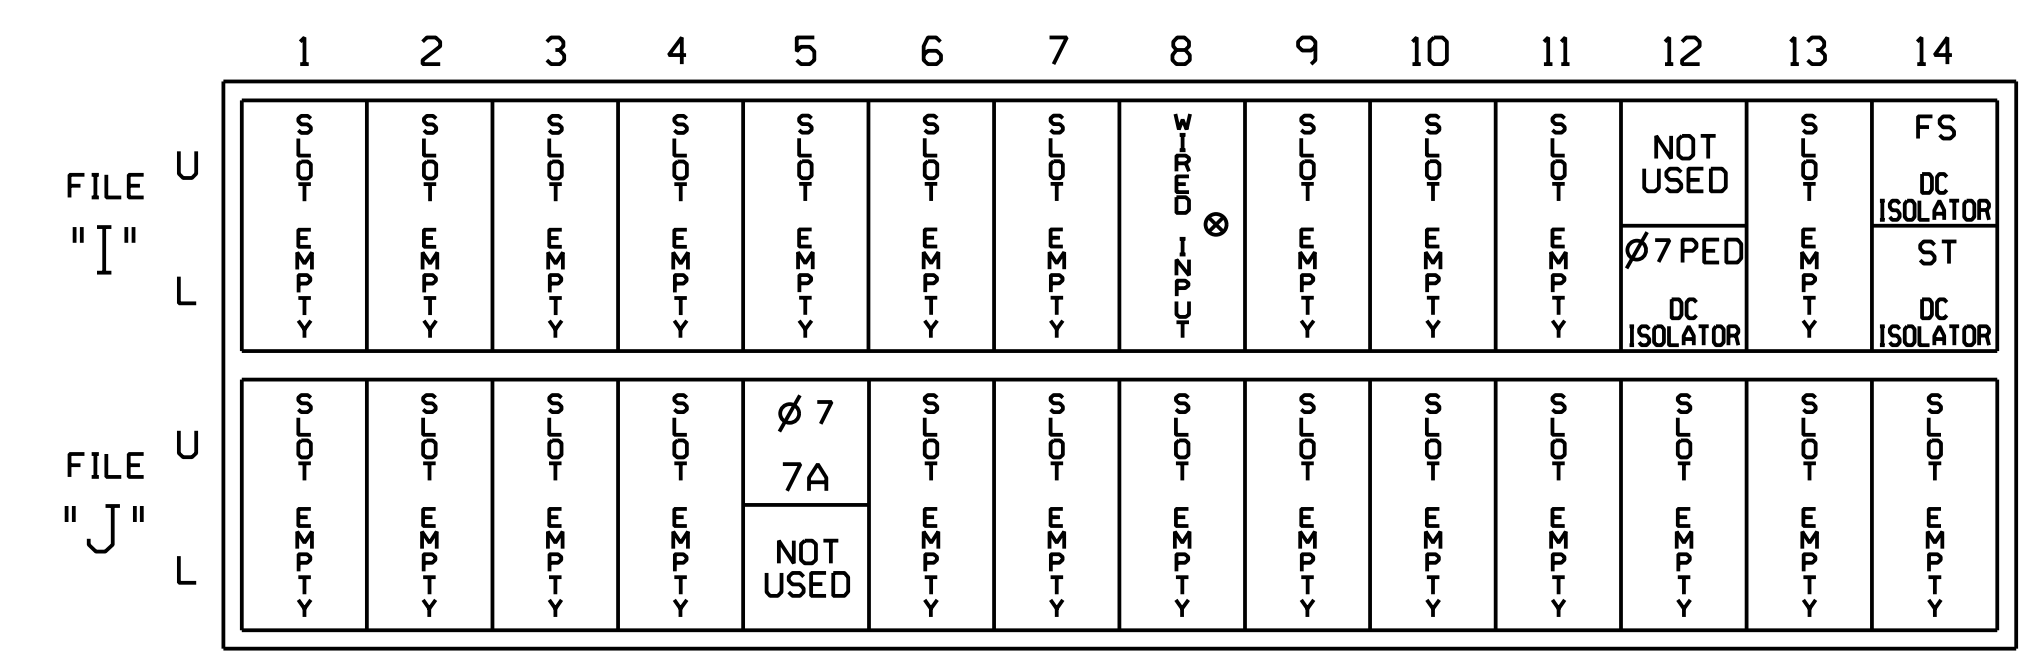 1 2 3 4 5 6 7 8 9 10 11 12 13 14
FILE
"I"
U
L
SLOT EMPTY
SLOT EMPTY
SLOT EMPTY
SLOT EMPTY
SLOT EMPTY
SLOT EMPTY
SLOT EMPTY
WIRED INPUT
⊗
SLOT EMPTY
SLOT EMPTY
SLOT EMPTY
NOT
USED
Ø7 PED
DC
ISOLATOR
SLOT EMPTY
FS
DC
ISOLATOR
ST
DC
ISOLATOR
FILE
"J"
U
L
SLOT EMPTY
SLOT EMPTY
SLOT EMPTY
SLOT EMPTY
Ø 7
7A
NOT
USED
SLOT EMPTY
SLOT EMPTY
SLOT EMPTY
SLOT EMPTY
SLOT EMPTY
SLOT EMPTY
SLOT EMPTY
SLOT EMPTY
SLOT EMPTY